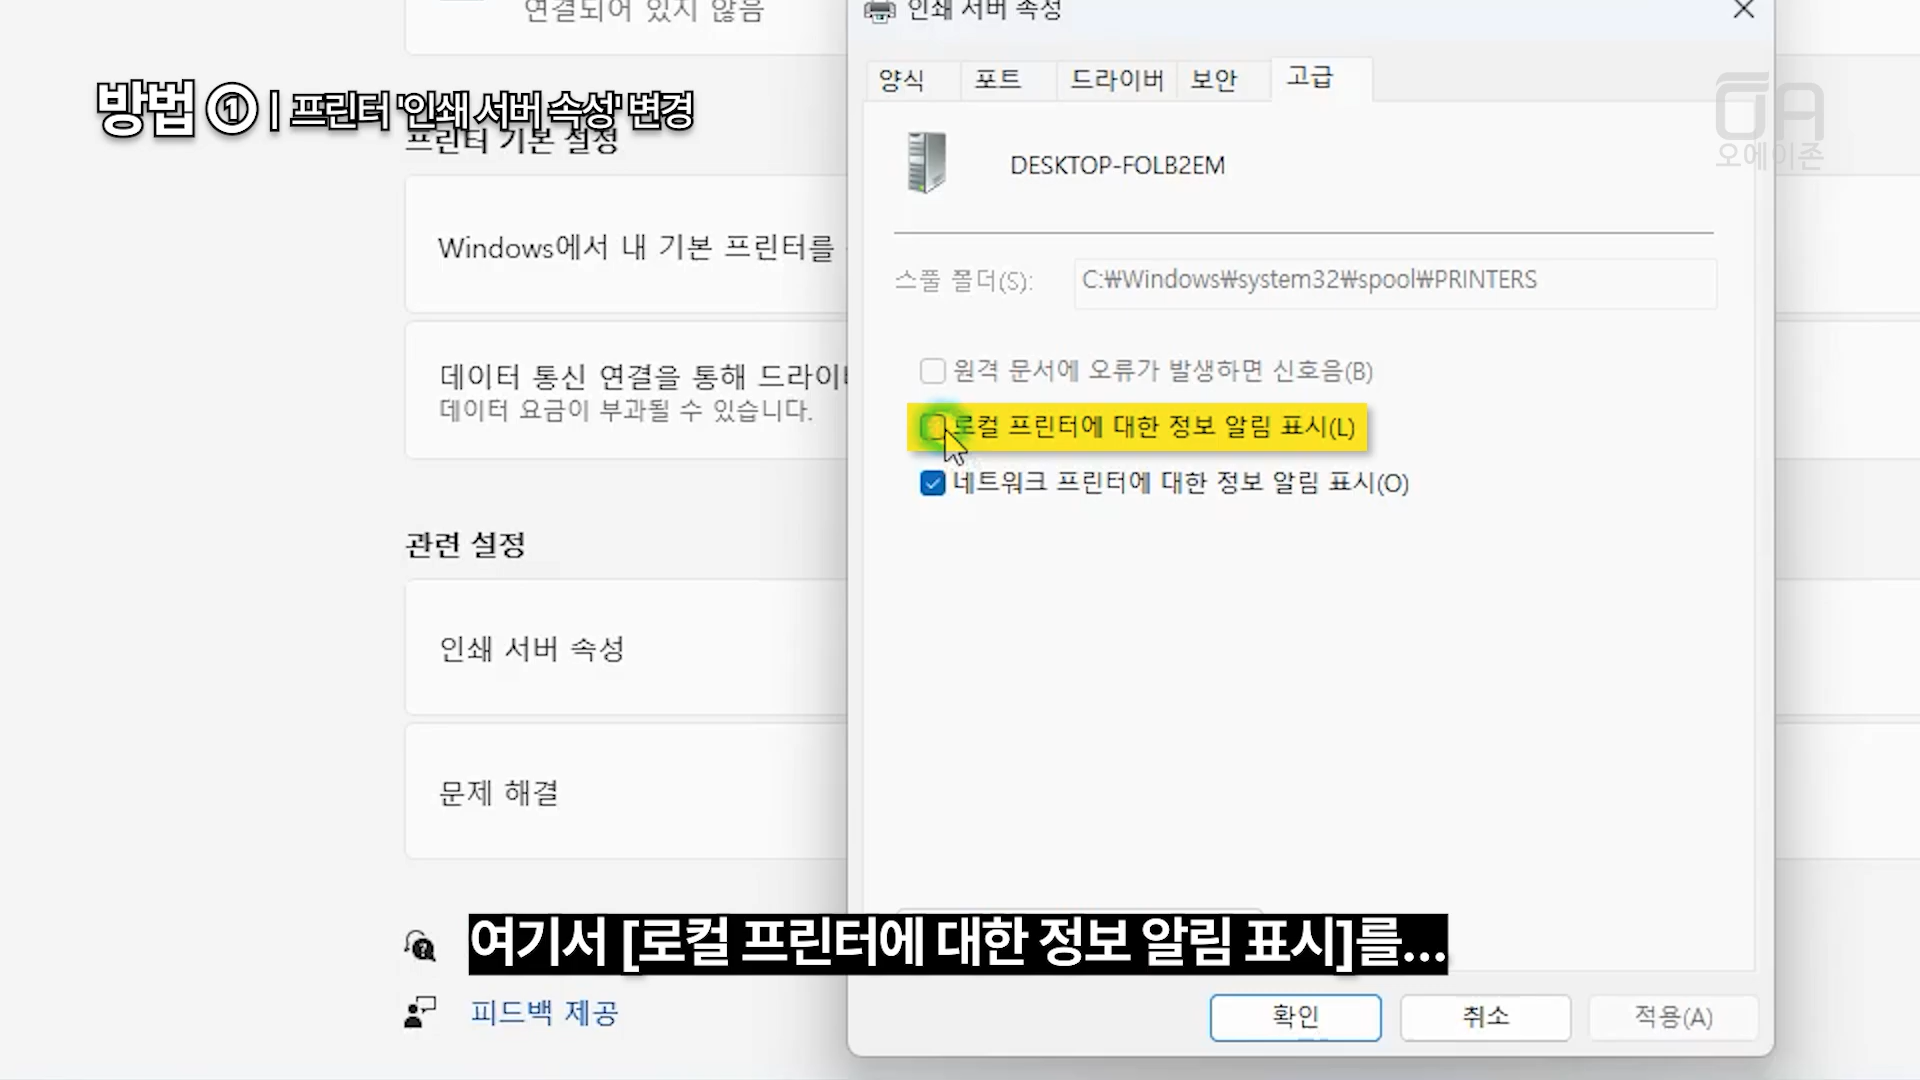 연결되어 있지 않음
인쇄 서버 속성
방법 ① | 프린터 '인쇄 서버 속성' 변경
양식
포트
드라이버
보안
고급
오에이존
프린터 기본 설정
DESKTOP-FOLB2EM
Windows에서 내 기본 프린터를
스풀 폴더(S):
C:₩Windows₩system32₩spool₩PRINTERS
데이터 통신 연결을 통해 드라이
데이터 요금이 부과될 수 있습니다.
원격 문서에 오류가 발생하면 신호음(B)
로컬 프린터에 대한 정보 알림 표시(L)
네트워크 프린터에 대한 정보 알림 표시(O)
관련 설정
인쇄 서버 속성
문제 해결
여기서 [로컬 프린터에 대한 정보 알림 표시]를...
피드백 제공
확인
취소
적용(A)